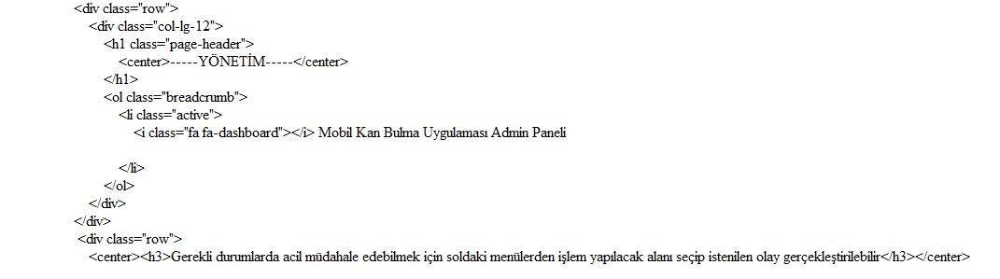 <div class="row">
<div class="col-lg-12">
<h1 class="page-header">
<center>-----YÖNETİM-----</center>
</h1>
<ol class="breadcrumb">
<li class="active">
<i class="fa fa-dashboard"></i> Mobil Kan Bulma Uygulaması Admin Paneli
</li>
</ol>
</div>
</div>
<div class="row">
<center><h3>Gerekli durumlarda acil müdahale edebilmek için soldaki menülerden işlem yapılacak alanı seçip istenilen olay gerçekleştirilebilir</h3></center>